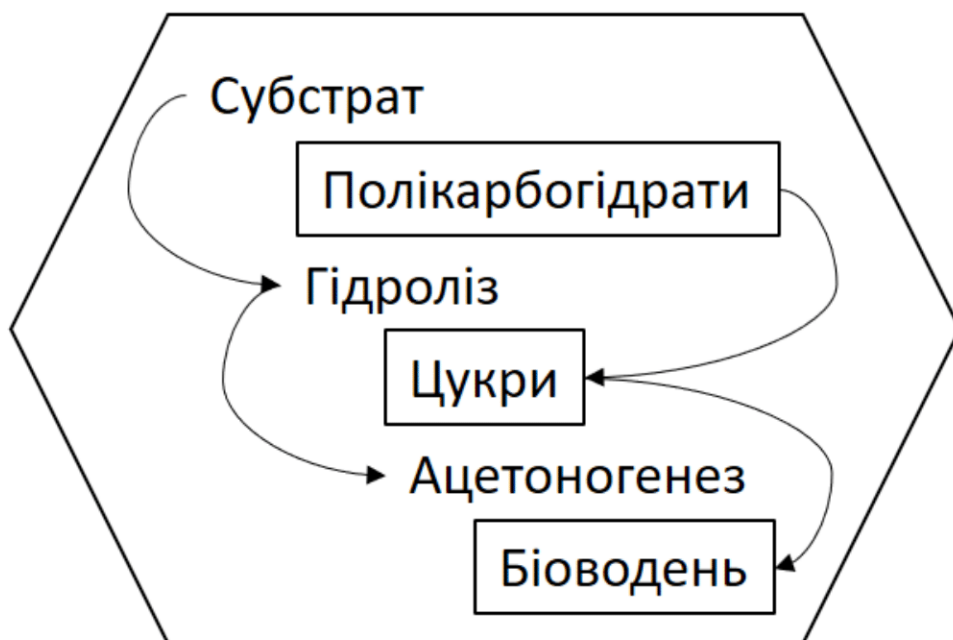 Субстрат
Полікарбогідрати
Гідроліз
Цукри
Ацетоногенез
Біоводень